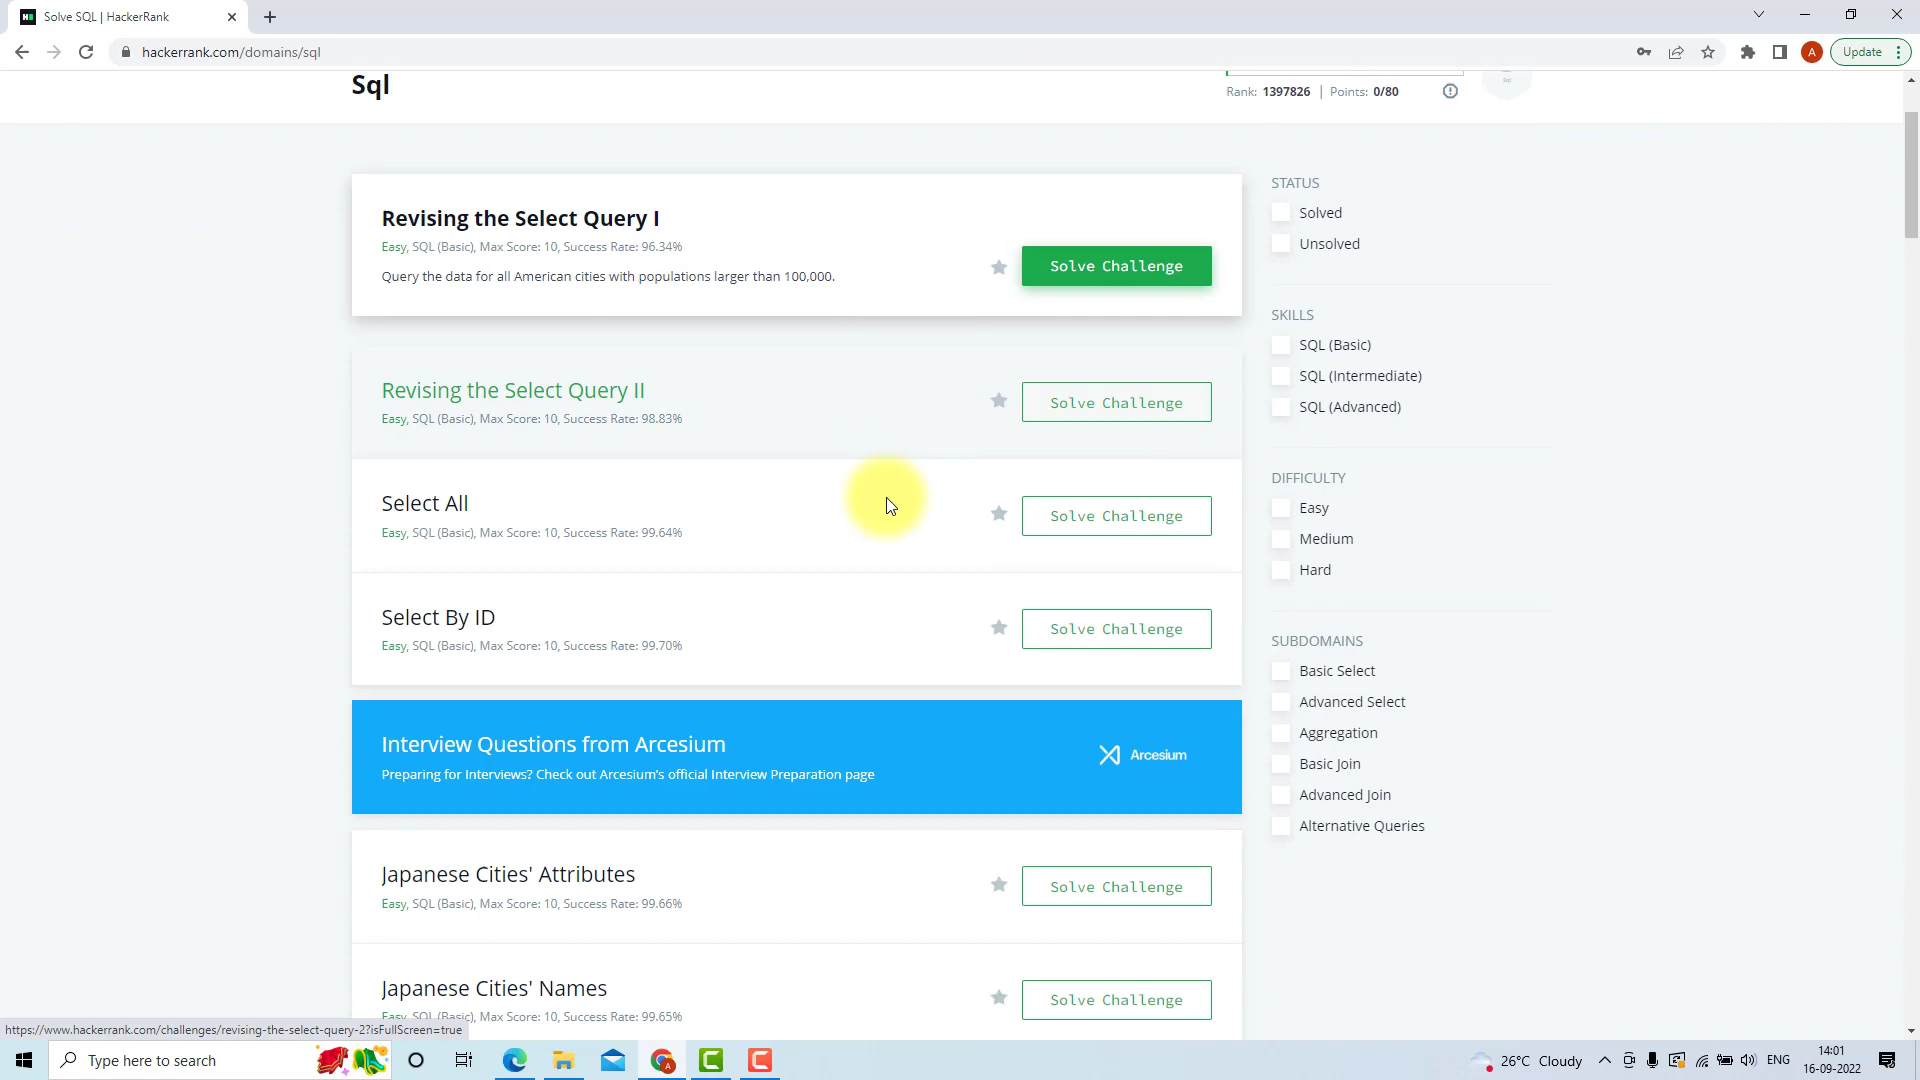 Solve SQL | HackerRank
hackerrank.com/domains/sql
A
Update
Sql
Rank: 1397826 | Points: 0/80
Revising the Select Query I
Easy, SQL (Basic), Max Score: 10, Success Rate: 96.34%
Query the data for all American cities with populations larger than 100,000.
Solve Challenge
Revising the Select Query II
Easy, SQL (Basic), Max Score: 10, Success Rate: 98.83%
Solve Challenge
Select All
Easy, SQL (Basic), Max Score: 10, Success Rate: 99.64%
Solve Challenge
Select By ID
Easy, SQL (Basic), Max Score: 10, Success Rate: 99.70%
Solve Challenge
Interview Questions from Arcesium
Preparing for Interviews? Check out Arcesium's official Interview Preparation page
Arcesium
Japanese Cities' Attributes
Easy, SQL (Basic), Max Score: 10, Success Rate: 99.66%
Solve Challenge
Japanese Cities' Names
Easy, SQL (Basic), Max Score: 10, Success Rate: 99.65%
Solve Challenge
STATUS
Solved
Unsolved
SKILLS
SQL (Basic)
SQL (Intermediate)
SQL (Advanced)
DIFFICULTY
Easy
Medium
Hard
SUBDOMAINS
Basic Select
Advanced Select
Aggregation
Basic Join
Advanced Join
Alternative Queries
https://www.hackerrank.com/challenges/revising-the-select-query-2?isFullScreen=true
Type here to search
26°C Cloudy
ENG
14:01
16-09-2022